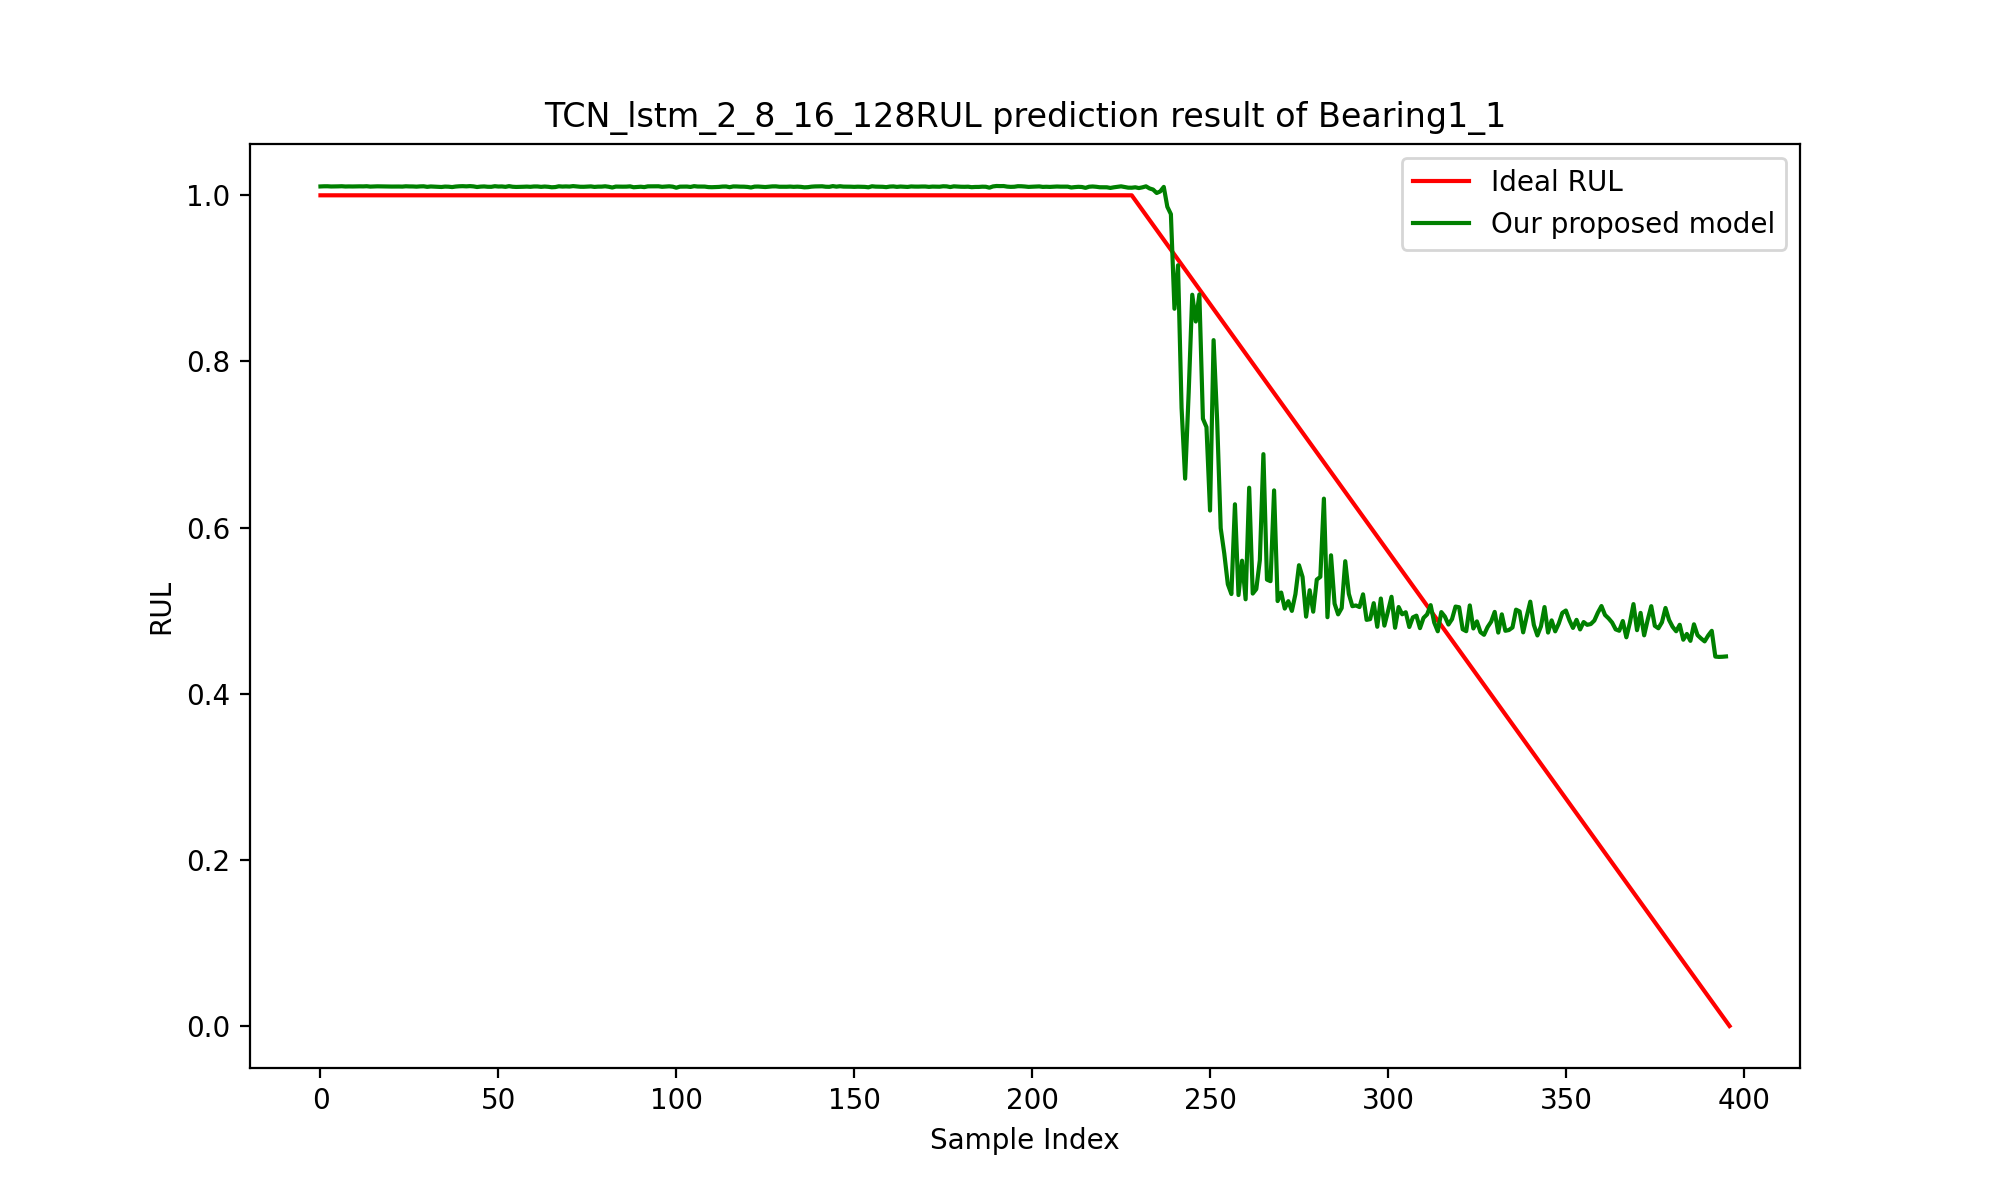 TCN_lstm_2_8_16_128RUL prediction result of Bearing1_1
Ideal RUL
Our proposed model
1.0
0.8
0.6
0.4
0.2
0.0
RUL
0 50 100 150 200 250 300 350 400
Sample Index